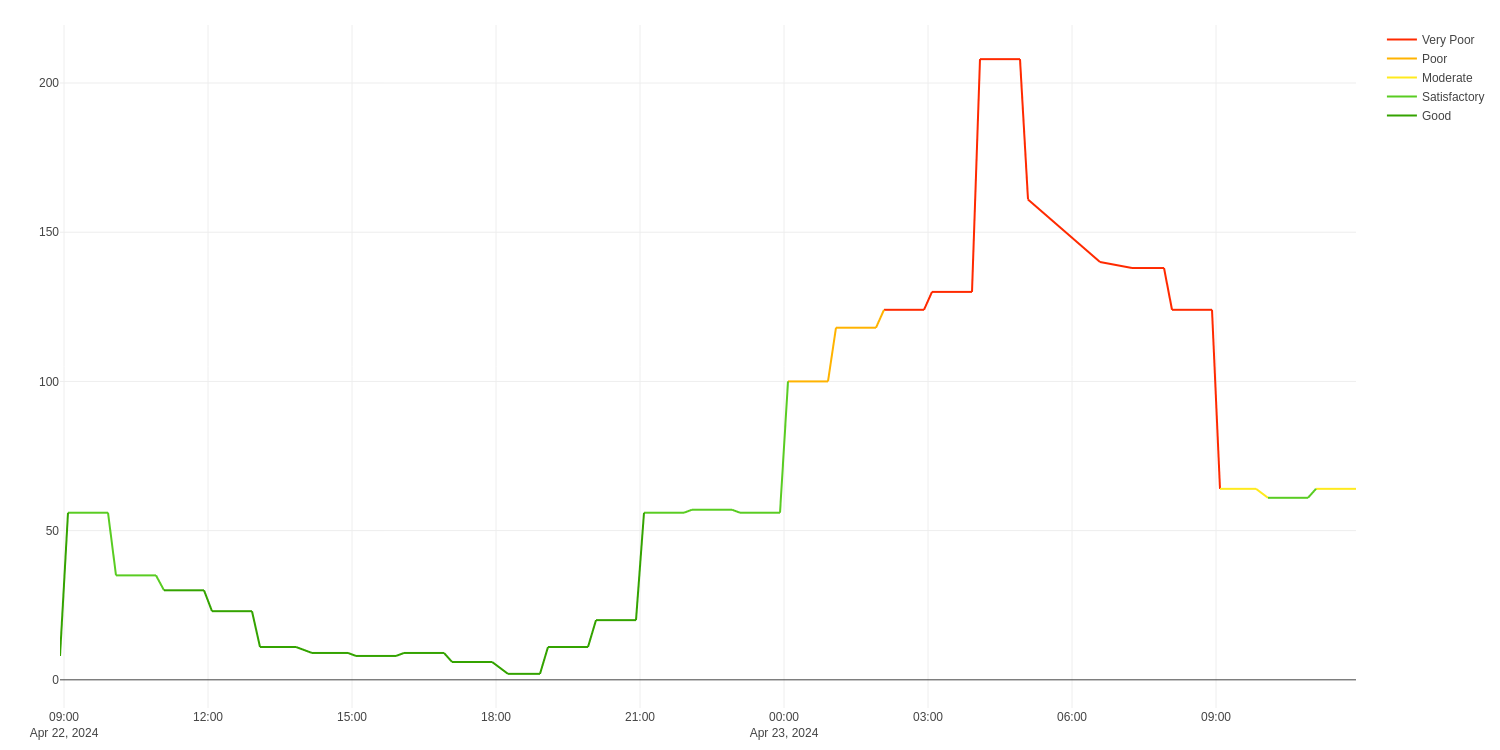 200
150
100
50
0
09:00
Apr 22, 2024
12:00
15:00
18:00
21:00
00:00
Apr 23, 2024
03:00
06:00
09:00
Very Poor
Poor
Moderate
Satisfactory
Good